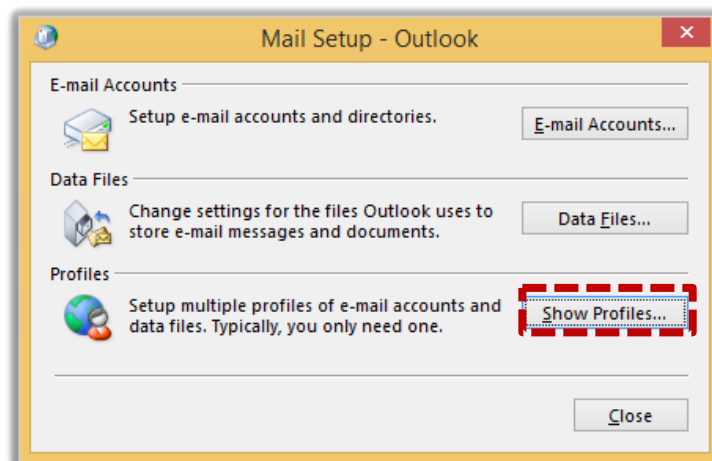 Mail Setup - Outlook
E-mail Accounts
Setup e-mail accounts and directories.
E-mail Accounts...
Data Files
Change settings for the files Outlook uses to
store e-mail messages and documents.
Data Files...
Profiles
Setup multiple profiles of e-mail accounts and
data files. Typically, you only need one.
Show Profiles...
Close